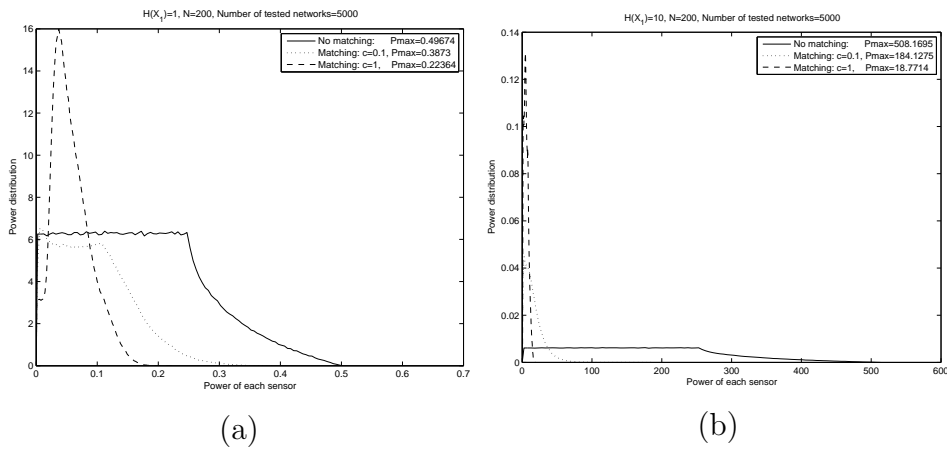 H(X₁)=1, N=200, Number of tested networks=5000
No matching: Pmax=0.49674
Matching: c=0.1, Pmax=0.3873
Matching: c=1, Pmax=0.22364
16
14
12
10
8
6
4
2
0
Power distribution
0 0.1 0.2 0.3 0.4 0.5 0.6 0.7
Power of each sensor
(a)
H(X₁)=10, N=200, Number of tested networks=5000
No matching: Pmax=508.1695
Matching: c=0.1, Pmax=184.1275
Matching: c=1, Pmax=18.7714
0.14
0.12
0.1
0.08
0.06
0.04
0.02
0
Power distribution
0 100 200 300 400 500 600
Power of each sensor
(b)